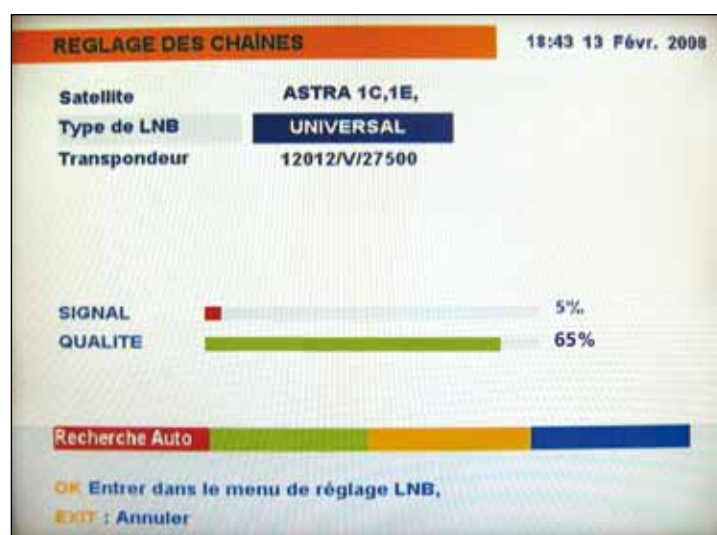 REGLAGE DES CHAÎNES 18:43 13 Févr. 2008
Satellite ASTRA 1C,1E,
Type de LNB UNIVERSAL
Transpondeur 12012/V/27500
SIGNAL 5%
QUALITE 65%
Recherche Auto
OK Entrer dans le menu de réglage LNB,
EXIT : Annuler